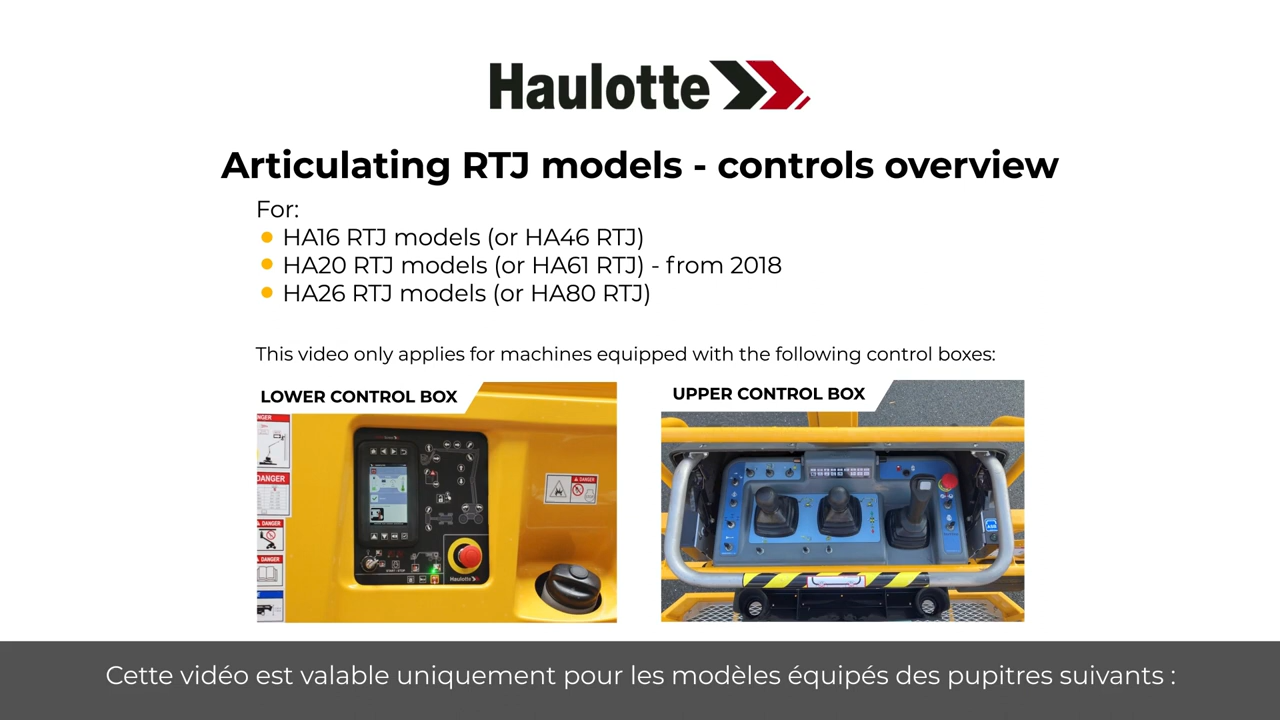 Haulotte
Articulating RTJ models - controls overview
For:
HA16 RTJ models (or HA46 RTJ)
HA20 RTJ models (or HA61 RTJ) - from 2018
HA26 RTJ models (or HA80 RTJ)
This video only applies for machines equipped with the following control boxes:
LOWER CONTROL BOX
UPPER CONTROL BOX
DANGER
DANGER
DANGER
DANGER
DANGER
Haulotte
Cette vidéo est valable uniquement pour les modèles équipés des pupitres suivants :